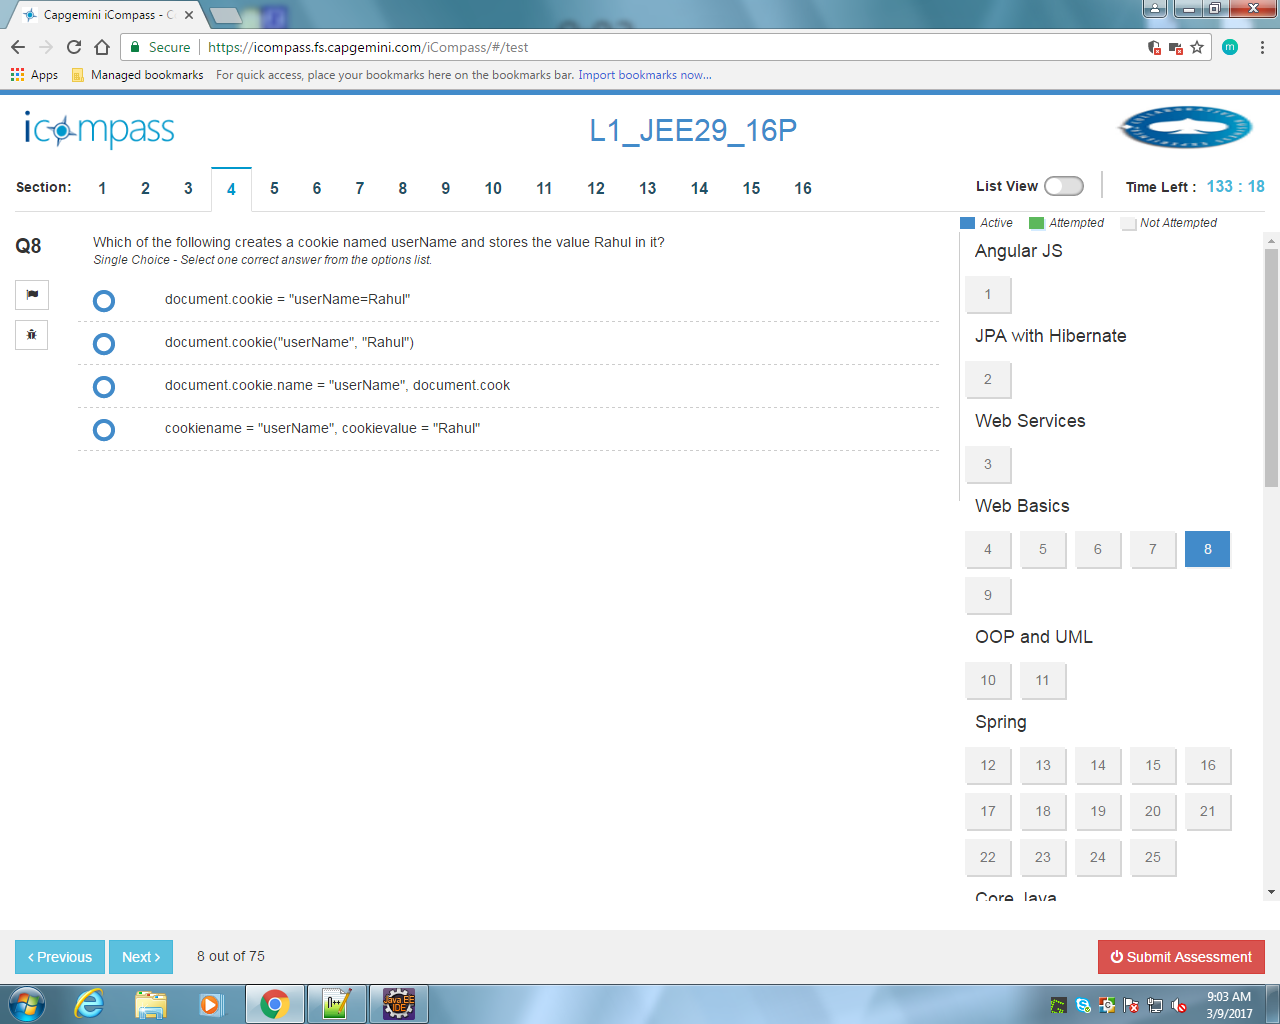 Capgemini iCompass - C
Secure https://icompass.fs.capgemini.com/iCompass/#/test
m
Apps Managed bookmarks For quick access, place your bookmarks here on the bookmarks bar. Import bookmarks now...
icompass
L1_JEE29_16P
Section: 1 2 3 4 5 6 7 8 9 10 11 12 13 14 15 16
List View Time Left : 133 : 18
Active Attempted Not Attempted
Q8
Which of the following creates a cookie named userName and stores the value Rahul in it?
Single Choice - Select one correct answer from the options list.
document.cookie = "userName=Rahul"
document.cookie("userName", "Rahul")
document.cookie.name = "userName", document.cook
cookiename = "userName", cookievalue = "Rahul"
Angular JS
1
JPA with Hibernate
2
Web Services
3
Web Basics
4 5 6 7 8
9
OOP and UML
10 11
Spring
12 13 14 15 16
17 18 19 20 21
22 23 24 25
Core Java
Previous Next 8 out of 75
Submit Assessment
Java EE
IDE
9:03 AM
3/9/2017